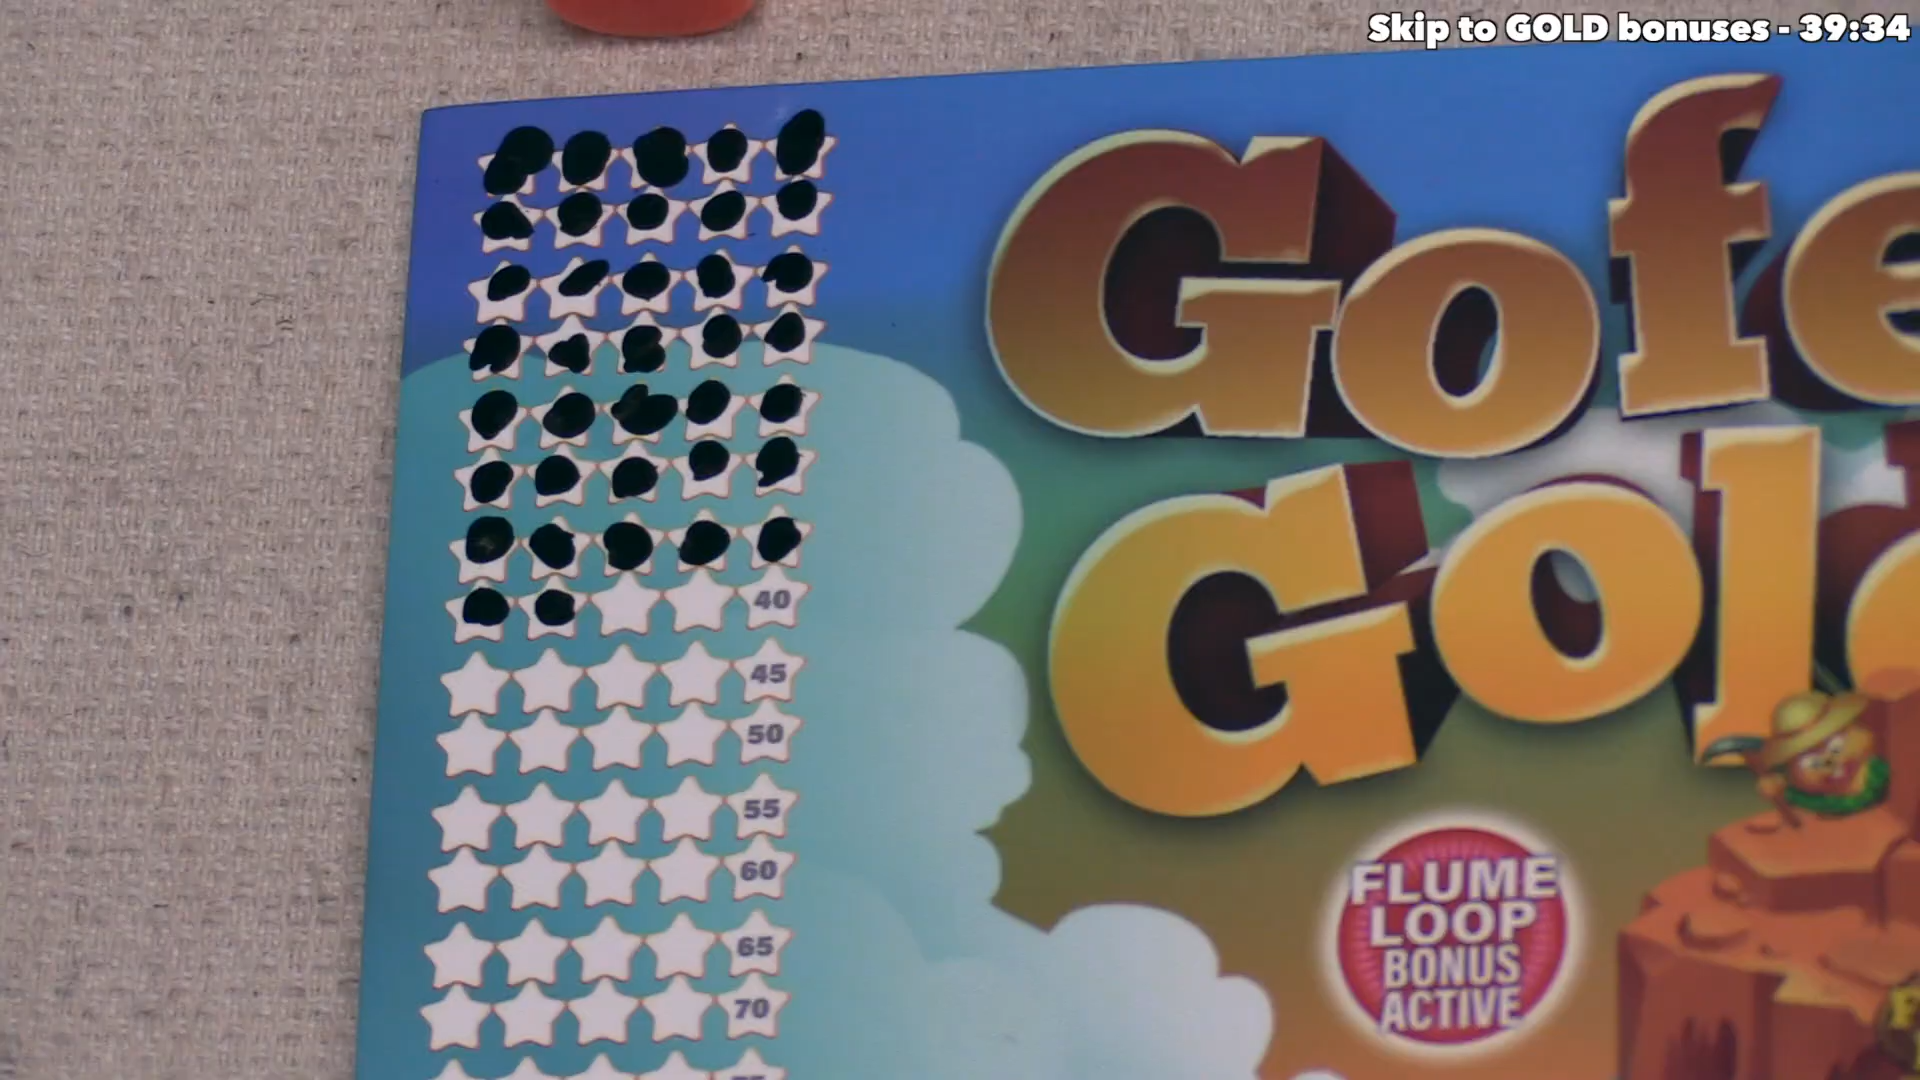 Skip to GOLD bonuses - 39:34
Gofe
Gol
40
45
50
55
60
65
70
FLUME
LOOP
BONUS
ACTIVE